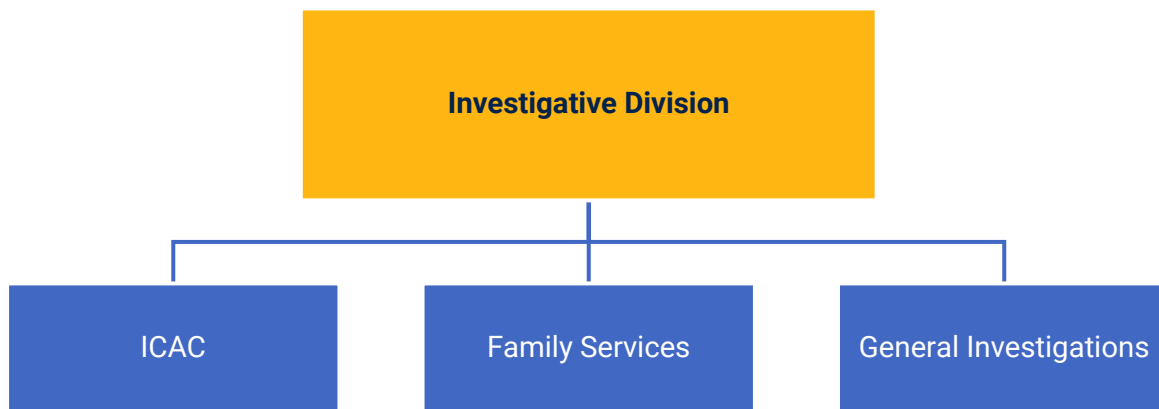 Investigative Division
ICAC
Family Services
General Investigations